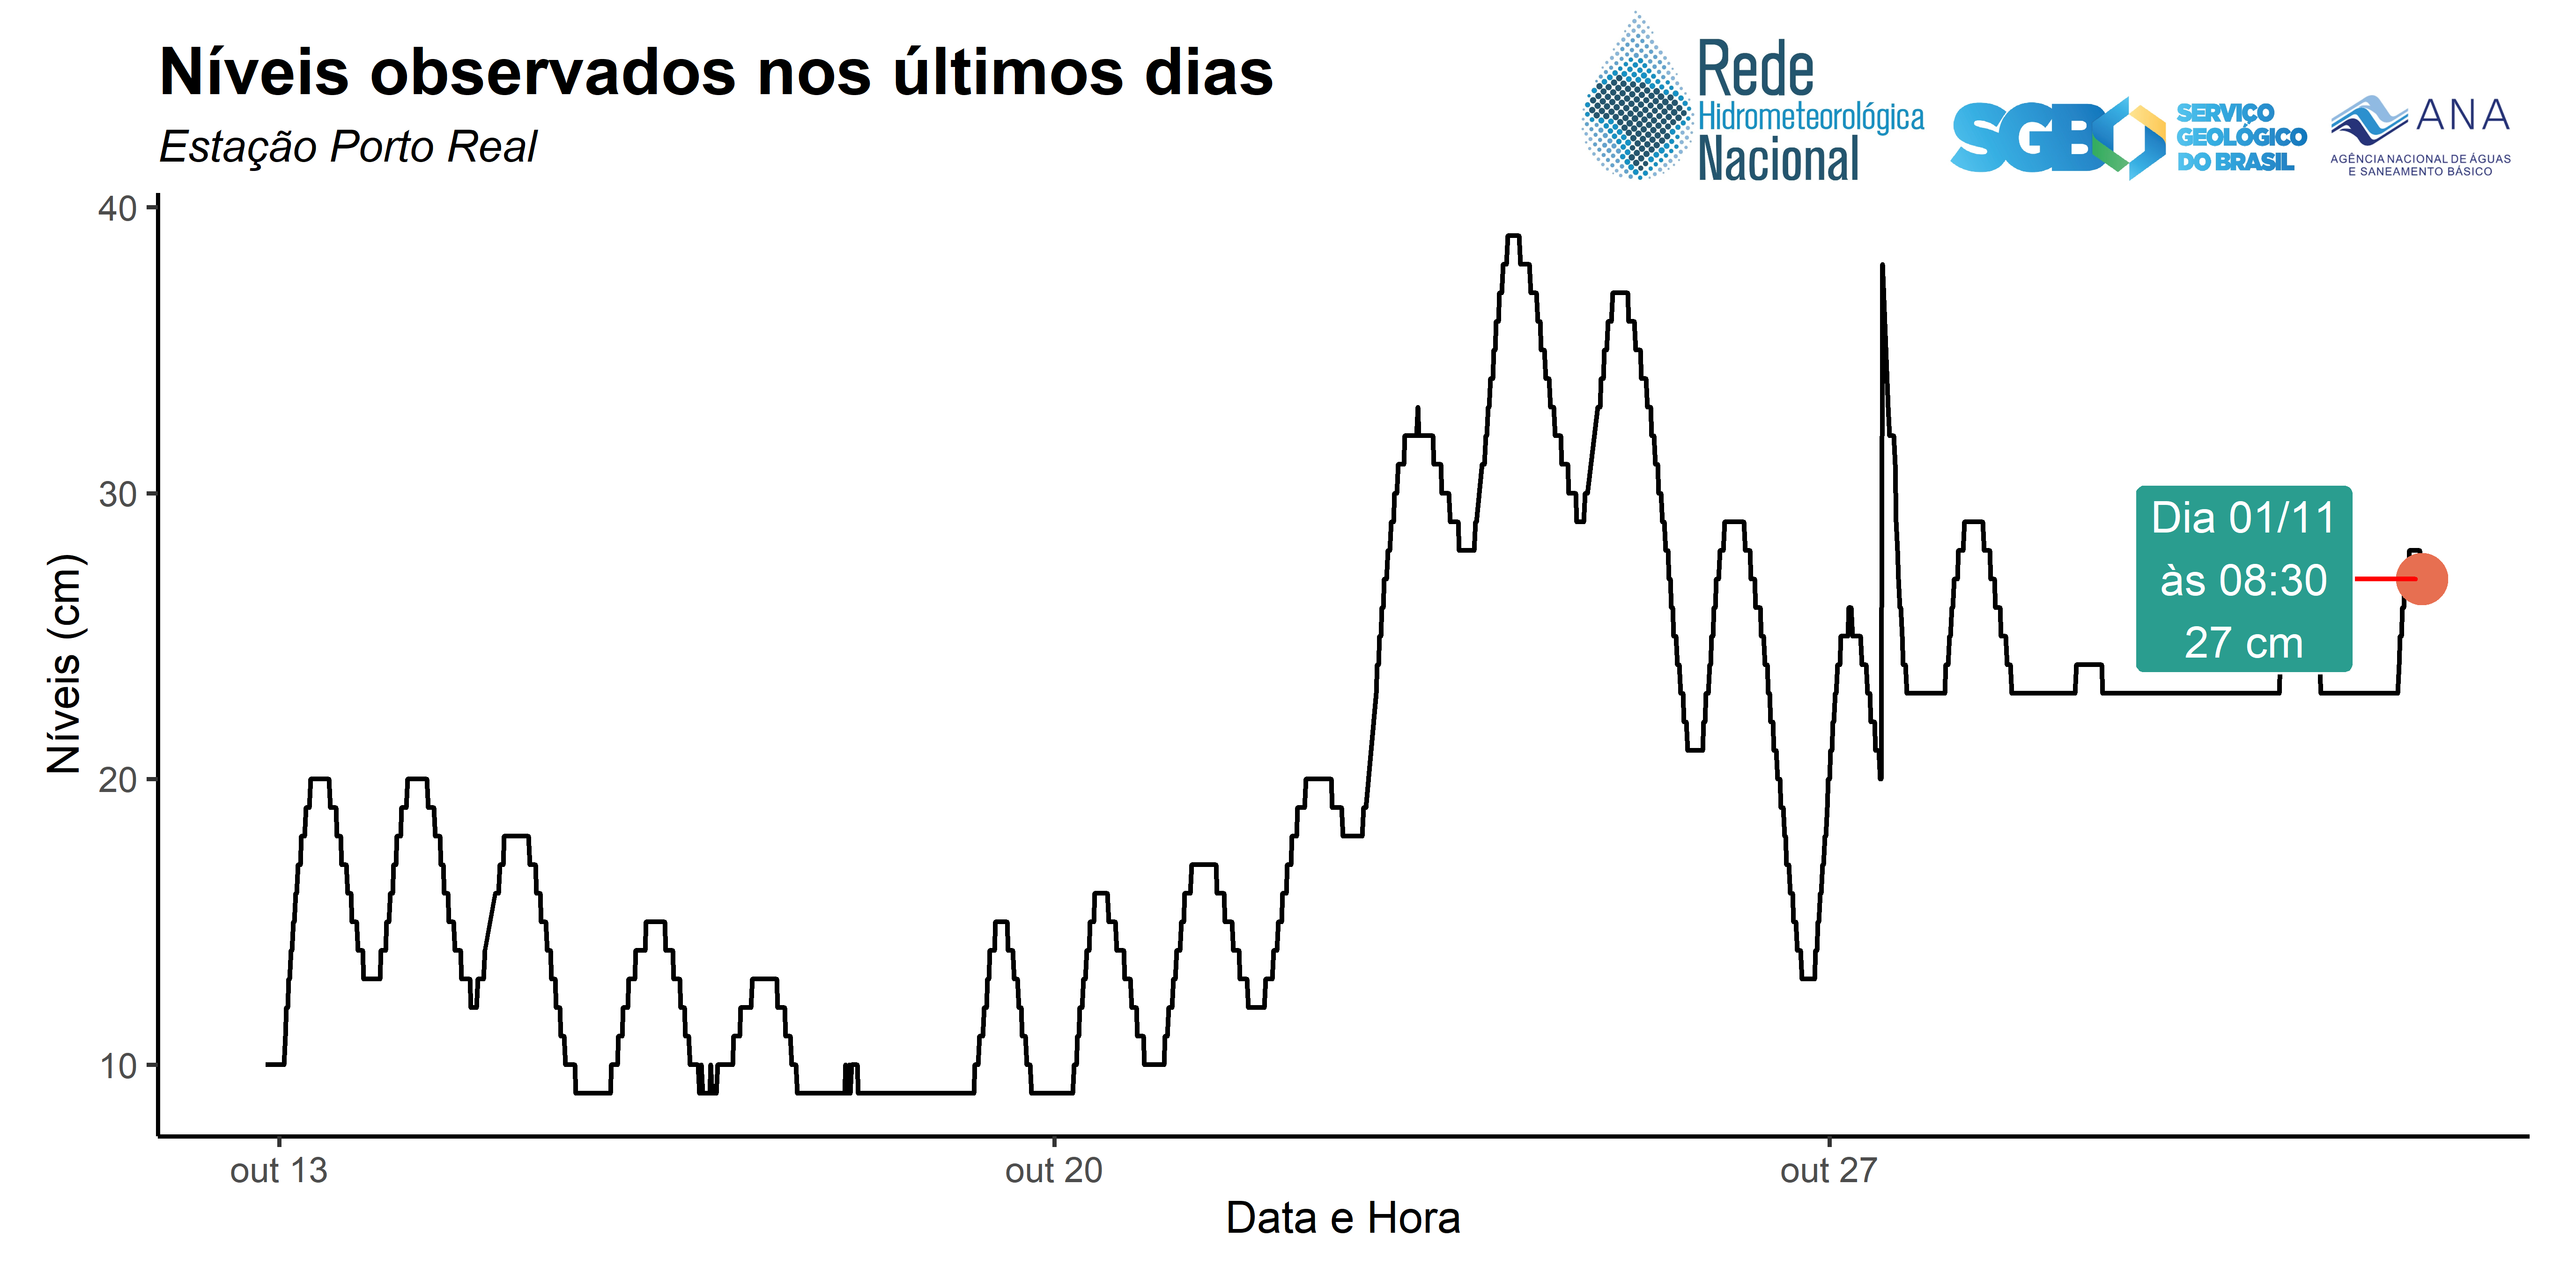 Níveis observados nos últimos dias
Estação Porto Real
Rede
Hidrometeorológica
Nacional
SGB
SERVIÇO
GEOLÓGICO
DO BRASIL
ANA
AGÊNCIA NACIONAL DE ÁGUAS
E SANEAMENTO BÁSICO
Níveis (cm)
40
30
20
10
Dia 01/11
às 08:30
27 cm
out 13
out 20
out 27
Data e Hora